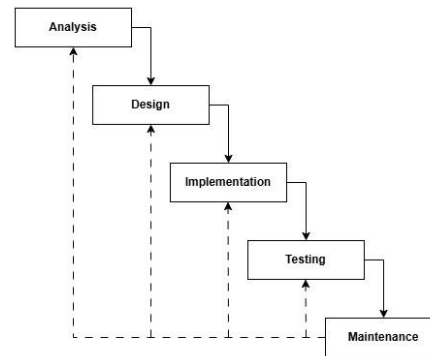 Analysis
Design
Implementation
Testing
Maintenance